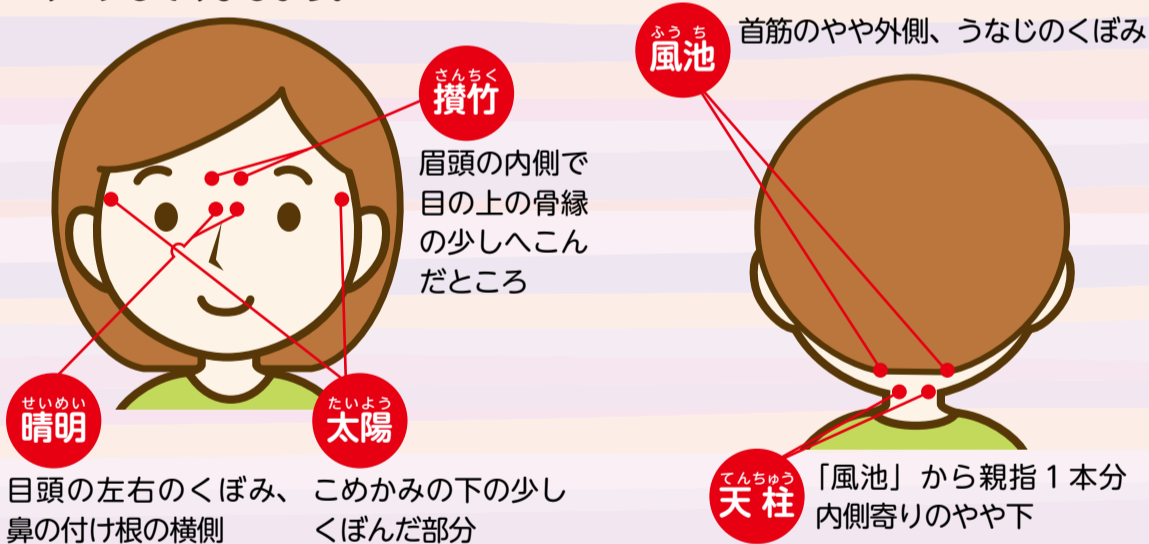 さんちく
攅竹
眉頭の内側で
目の上の骨縁
の少しへこん
だところ
せいめい
晴明
目頭の左右のくぼみ、
鼻の付け根の横側
たいよう
太陽
こめかみの下の少し
くぼんだ部分
ふうち
風池
首筋のやや外側、うなじのくぼみ
てんちゅう
天柱
「風池」から親指1本分
内側寄りのやや下